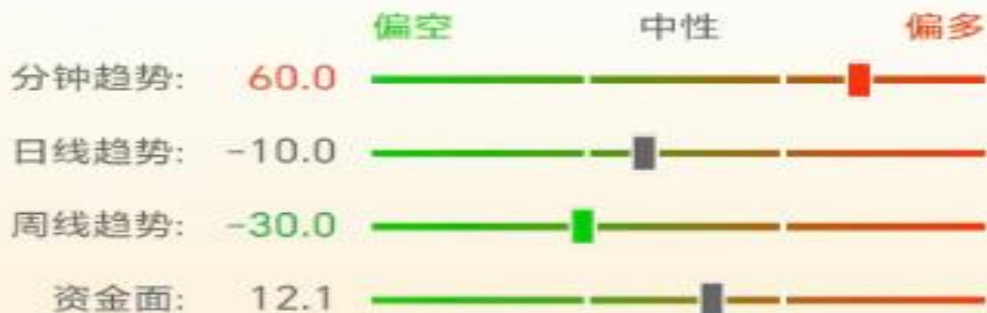 偏空 中性 偏多
分钟趋势: 60.0
日线趋势: -10.0
周线趋势: -30.0
资金面: 12.1